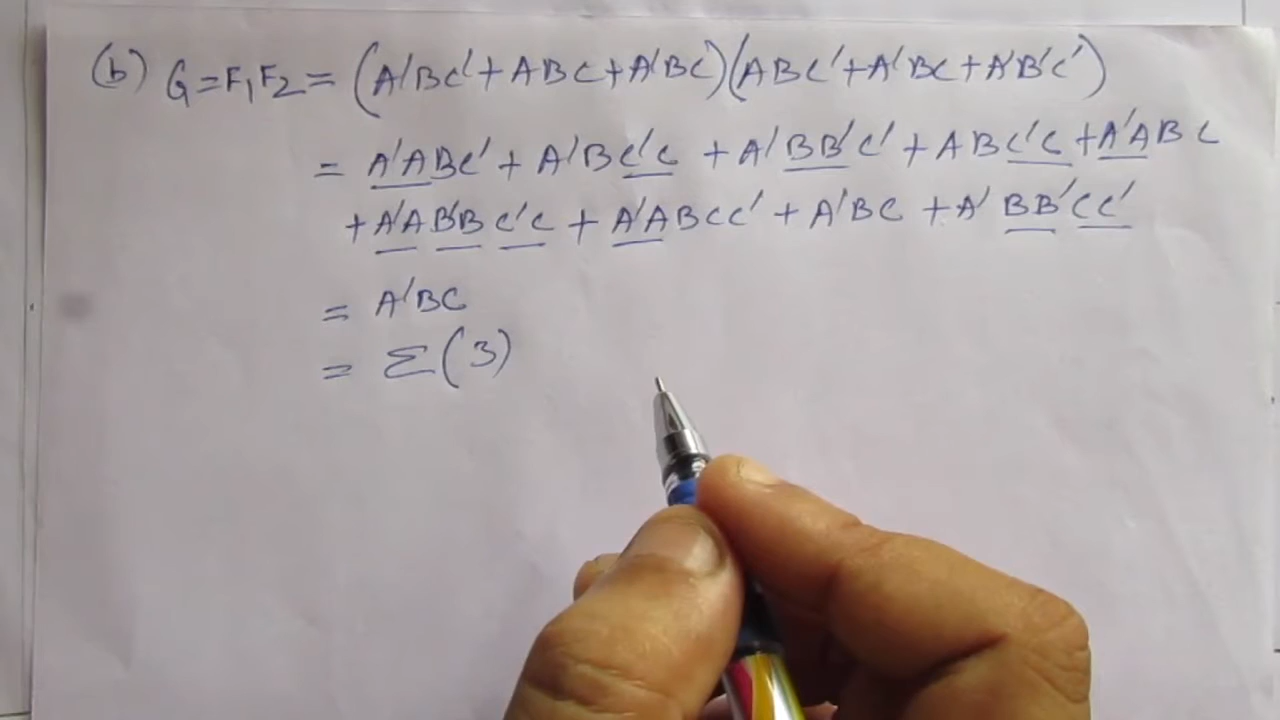 (b) G=F₁F₂= (A'BC'+ABC+A'BC)(ABC'+A'BC+A'B'C')
= A'ABC' + A'BC'C + A'BB'C' + ABC'C + A'ABC
+ A'AB'BC'C + A'ABCC' + A'BC + A'BB'CC'
= A'BC
= Σ(3)